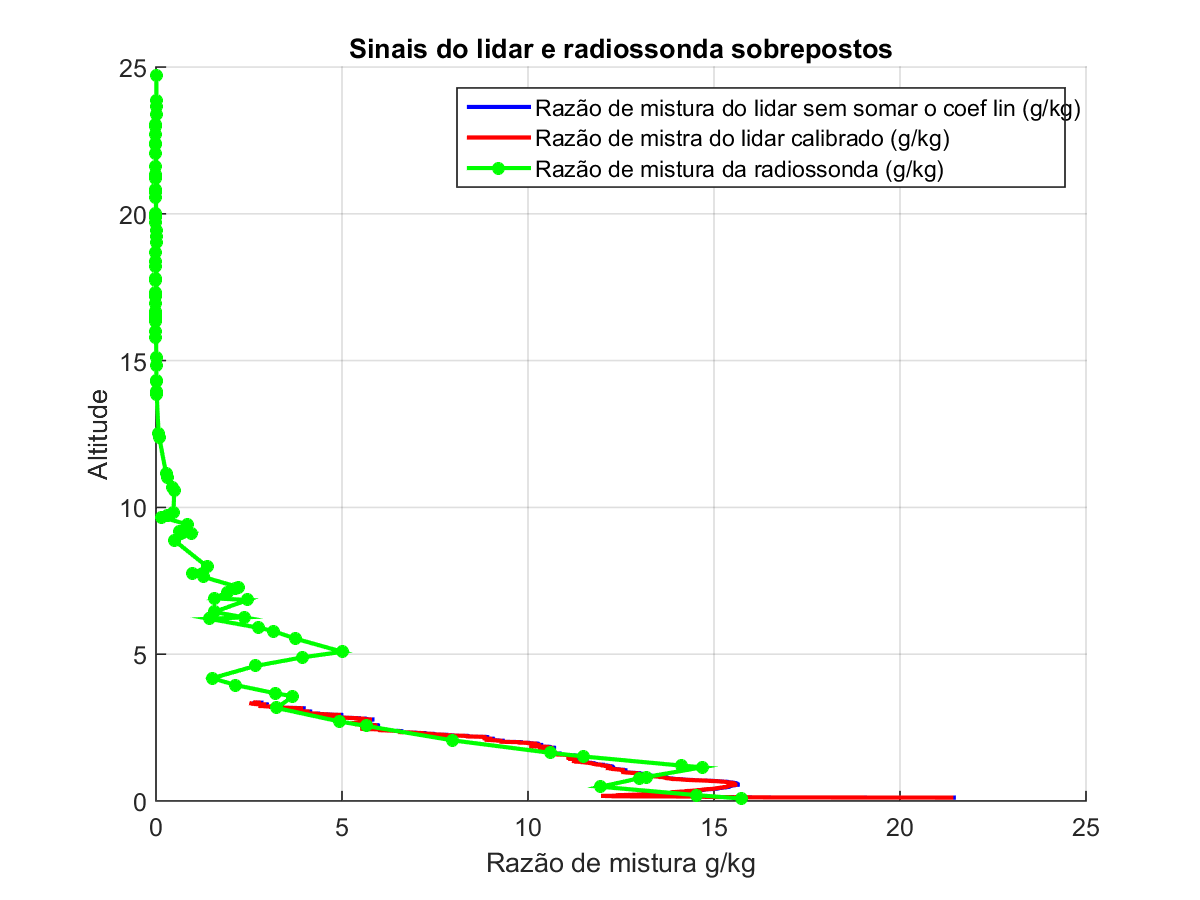 Sinais do lidar e radiossonda sobrepostos
25
Razão de mistura do lidar sem somar o coef lin (g/kg)
Razão de mistra do lidar calibrado (g/kg)
Razão de mistura da radiossonda (g/kg)
20
15
Altitude
10
5
0
0 5 10 15 20 25
Razão de mistura g/kg